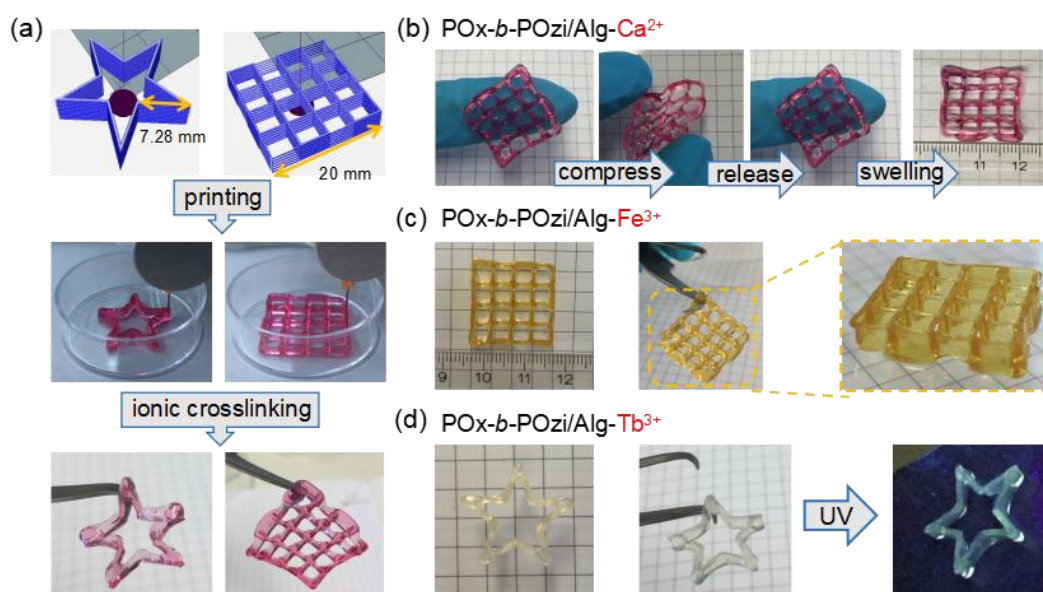 (a)
7.28 mm
20 mm
printing
ionic crosslinking
(b) POx-b-POzi/Alg-Ca²⁺
compress
release
swelling
11 12
(c) POx-b-POzi/Alg-Fe³⁺
9 10 11 12
(d) POx-b-POzi/Alg-Tb³⁺
UV